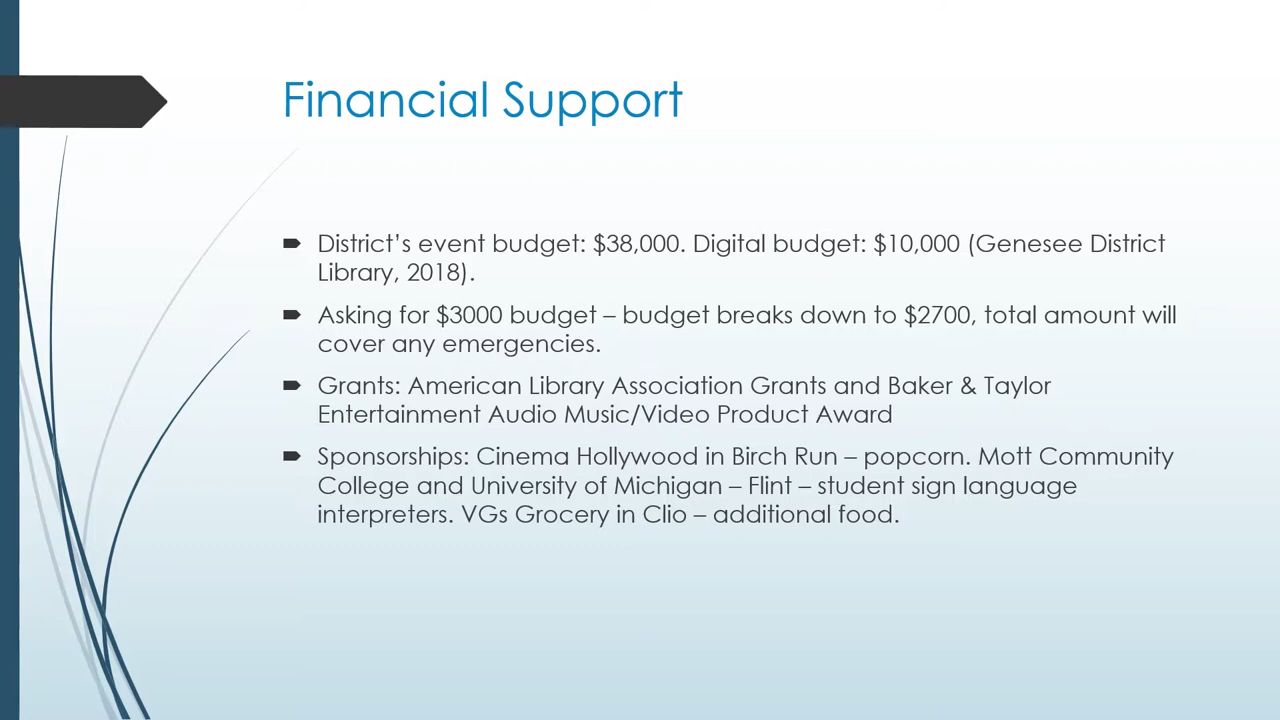 Financial Support
District’s event budget: $38,000. Digital budget: $10,000 (Genesee District
Library, 2018).
Asking for $3000 budget – budget breaks down to $2700, total amount will
cover any emergencies.
Grants: American Library Association Grants and Baker & Taylor
Entertainment Audio Music/Video Product Award
Sponsorships: Cinema Hollywood in Birch Run – popcorn. Mott Community
College and University of Michigan – Flint – student sign language
interpreters. VGs Grocery in Clio – additional food.